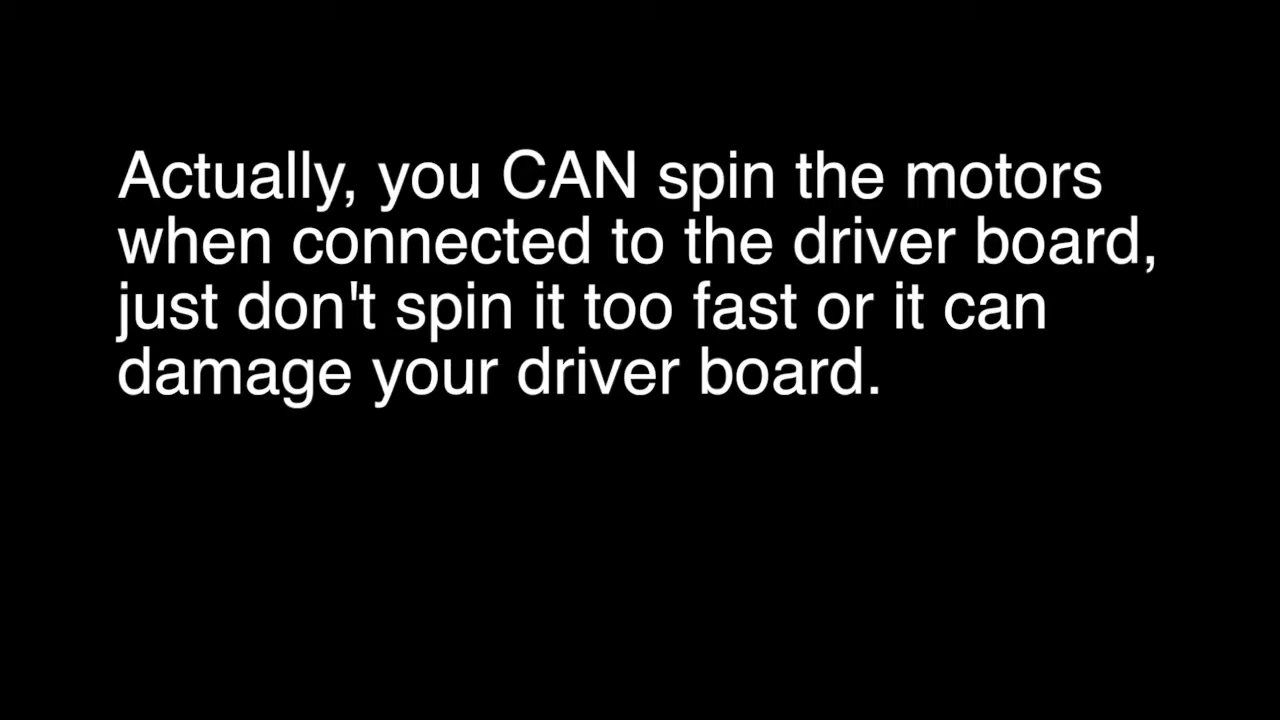 Actually, you CAN spin the motors
when connected to the driver board,
just don't spin it too fast or it can
damage your driver board.